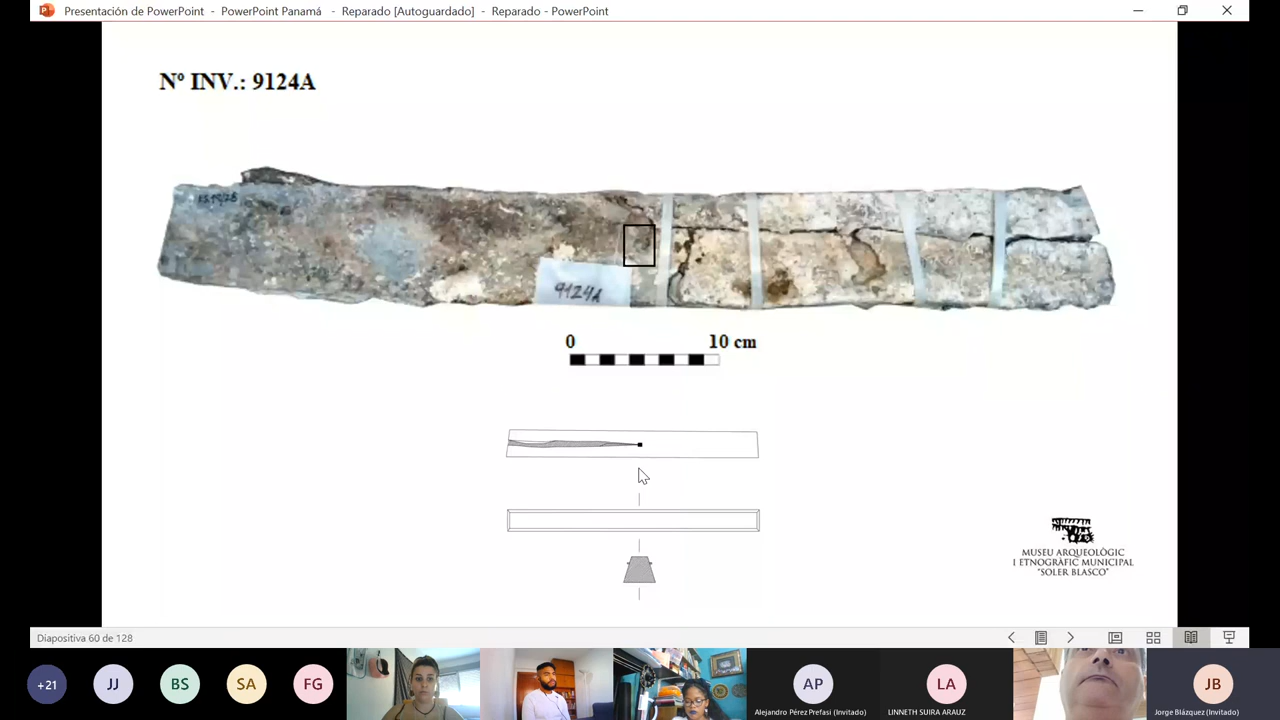 Presentación de PowerPoint - PowerPoint Panamá - Reparado [Autoguardado] - Reparado - PowerPoint
Nº INV.: 9124A
9124A
0 10 cm
MUSEU ARQUEOLÒGIC
I ETNOGRÀFIC MUNICIPAL
"SOLER BLASCO"
Diapositiva 60 de 128
+21 JJ BS SA FG AP LA JB
Alejandro Pérez Prefasi (Invitado) LINNETH SUIRA ARAUZ Jorge Blázquez (Invitado)